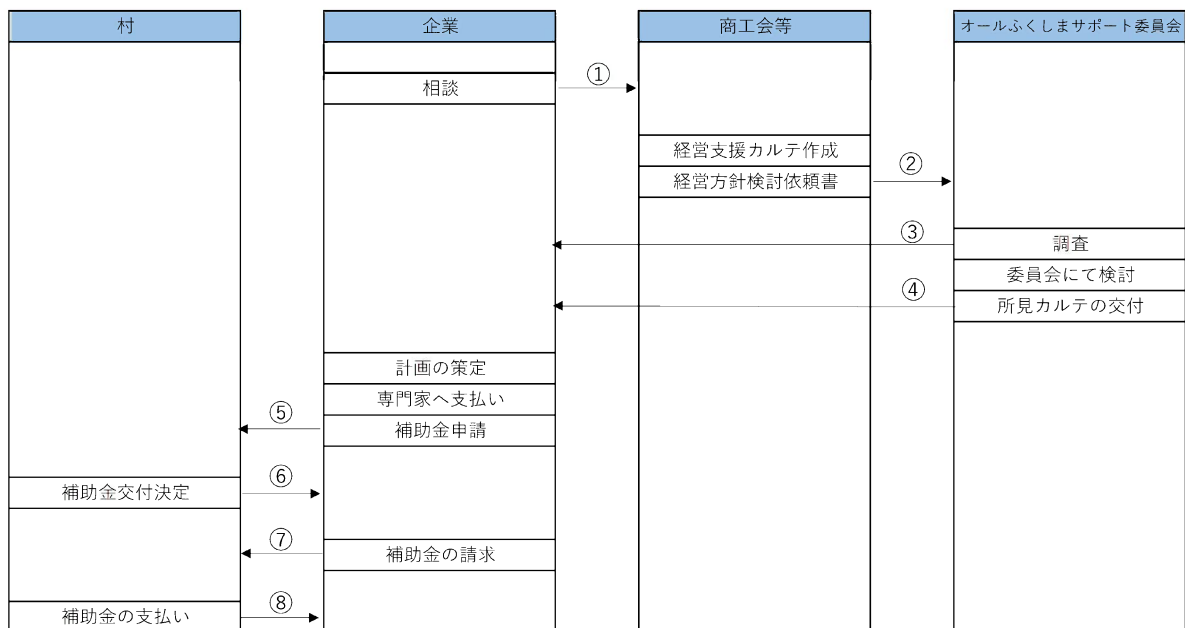 村
企業
商工会等
オールふくしまサポート委員会
相談
①
経営支援カルテ作成
経営方針検討依頼書
②
③
調査
委員会にて検討
④
所見カルテの交付
計画の策定
専門家へ支払い
⑤
補助金申請
補助金交付決定
⑥
⑦
補助金の請求
補助金の支払い
⑧